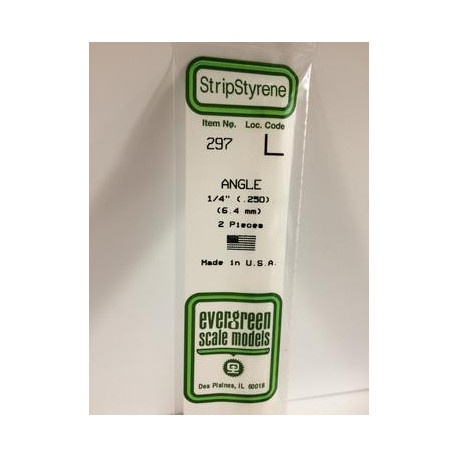 StripStyrene
Item No. Loc. Code
297 L
ANGLE
1/4" (.250)
(6.4 mm)
2 Pieces
Made in U.S.A.
evergreen
scale models
Des Plaines, IL 60018